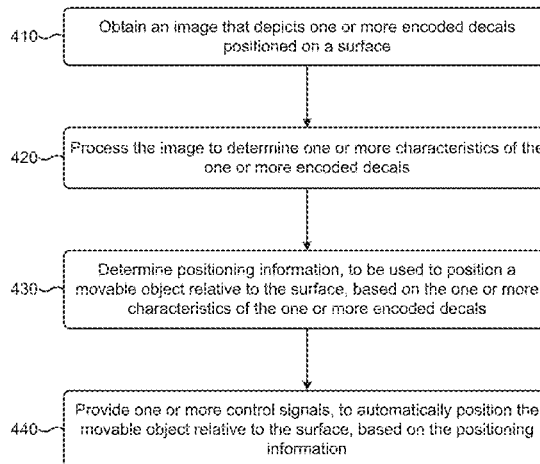 410
Obtain an image that depicts one or more encoded decals
positioned on a surface
420
Process the image to determine one or more characteristics of the
one or more encoded decals
430
Determine positioning information, to be used to position a
movable object relative to the surface, based on the one or more
characteristics of the one or more encoded decals
440
Provide one or more control signals, to automatically position the
movable object relative to the surface, based on the positioning
information